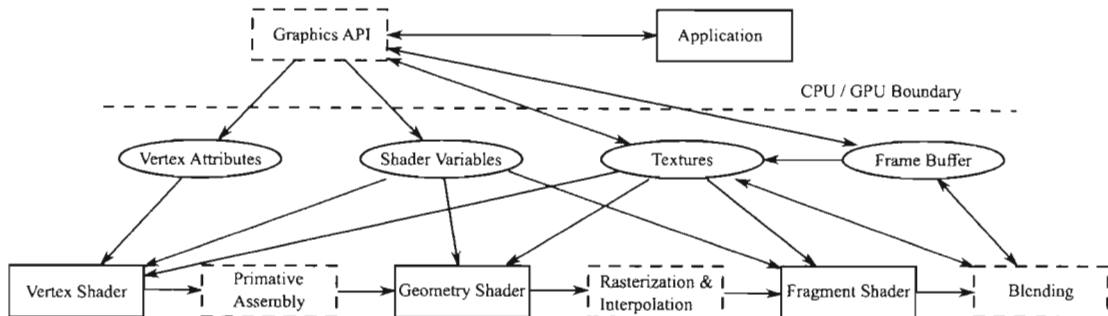 Graphics API
Application
CPU / GPU Boundary
Vertex Attributes
Shader Variables
Textures
Frame Buffer
Vertex Shader
Primative
Assembly
Geometry Shader
Rasterization &
Interpolation
Fragment Shader
Blending